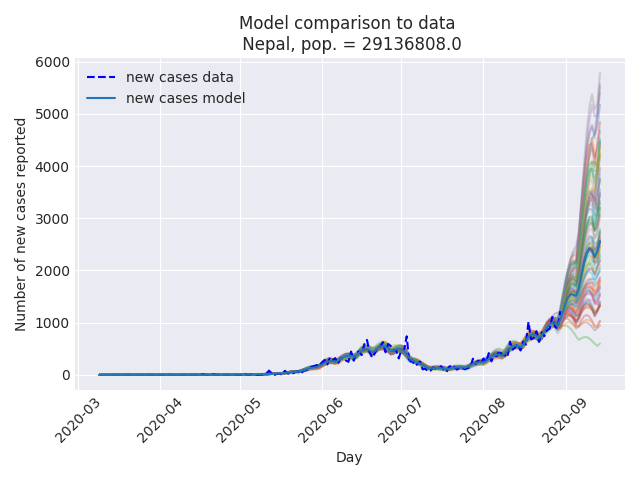 Model comparison to data
Nepal, pop. = 29136808.0
new cases data
new cases model
Number of new cases reported
6000
5000
4000
3000
2000
1000
0
2020-03
2020-04
2020-05
2020-06
2020-07
2020-08
2020-09
Day